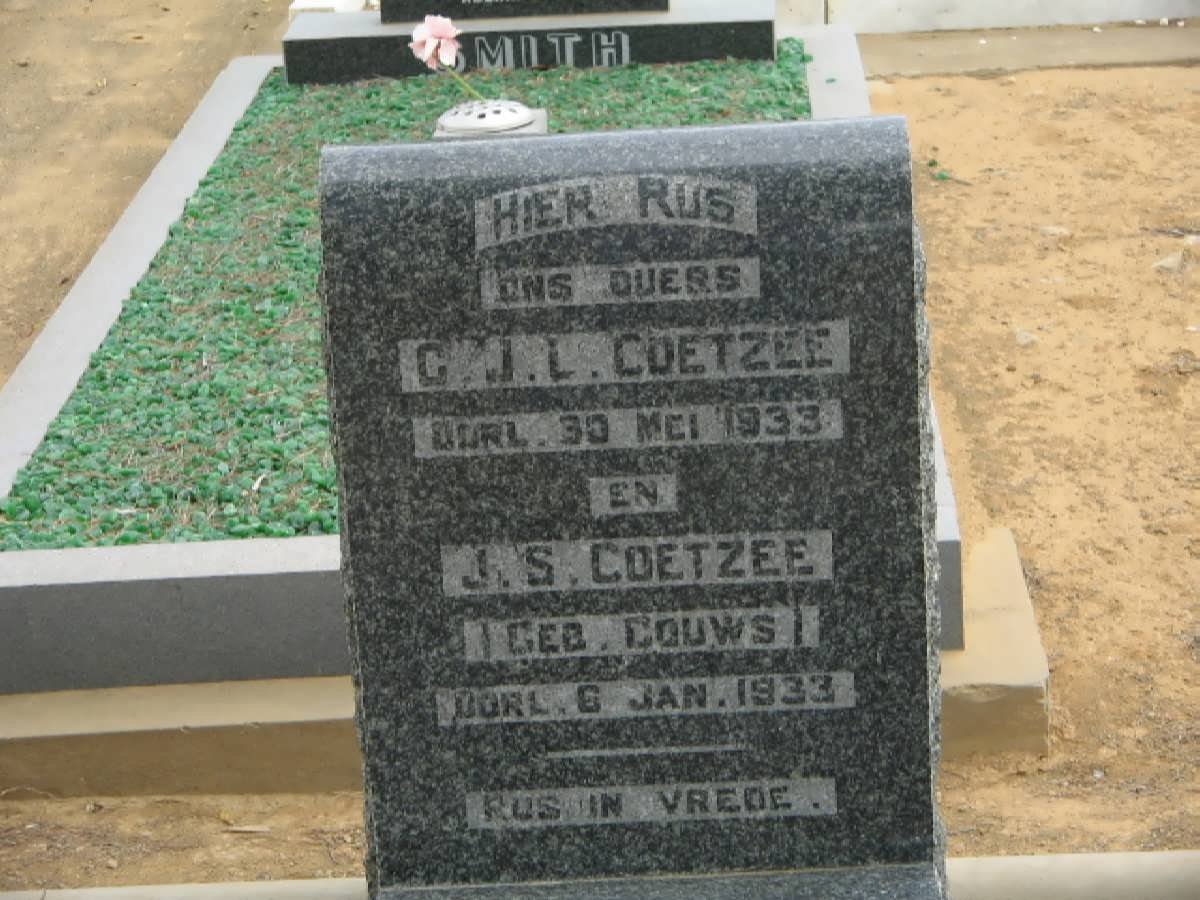 SMITH
HIER RUS
ONS OUERS
G.J.L. COETZEE
OORL. 30 MEI 1933
EN
J.S. COETZEE
(GEB. GOUWS)
OORL. 6 JAN. 1933
RUS IN VREDE.